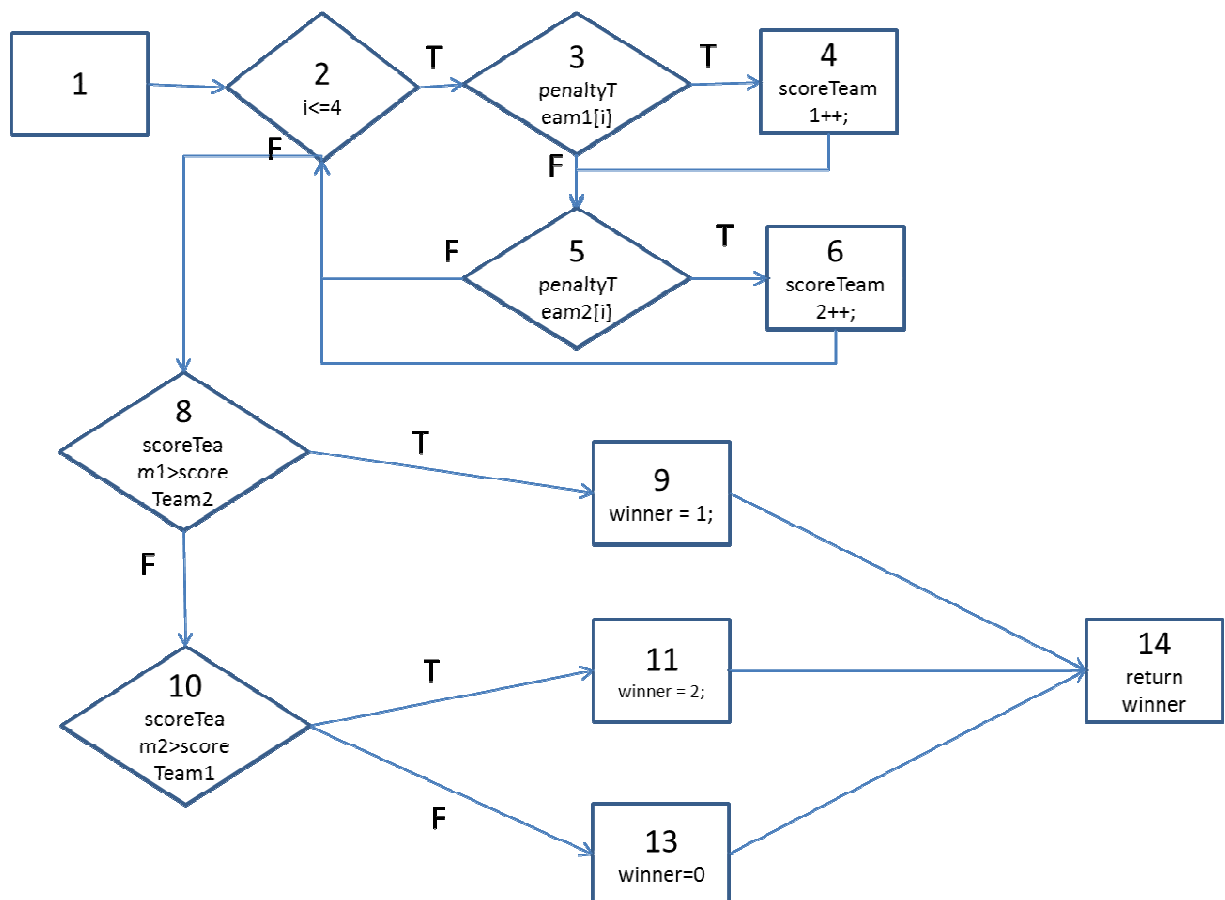 1
2
i<=4
T
3
penaltyT
eam1[i]
T
4
scoreTeam
1++;
F
F
5
penaltyT
eam2[i]
F
T
6
scoreTeam
2++;
8
scoreTea
m1>score
Team2
T
9
winner = 1;
F
10
scoreTea
m2>score
Team1
T
11
winner = 2;
F
13
winner=0
14
return
winner